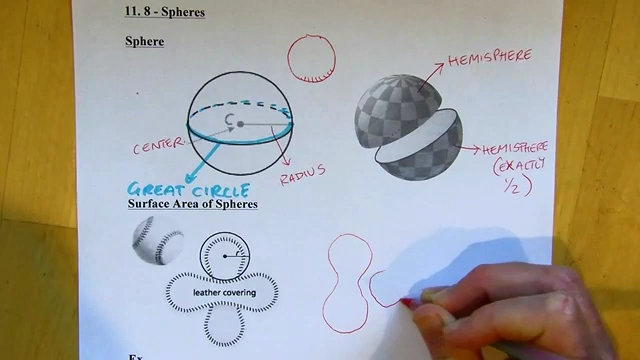 11. 8 - Spheres
Sphere
HEMISPHERE
C
CENTER
HEMISPHERE
(EXACTLY
1/2)
RADIUS
GREAT CIRCLE
Surface Area of Spheres
r
leather covering
Ex